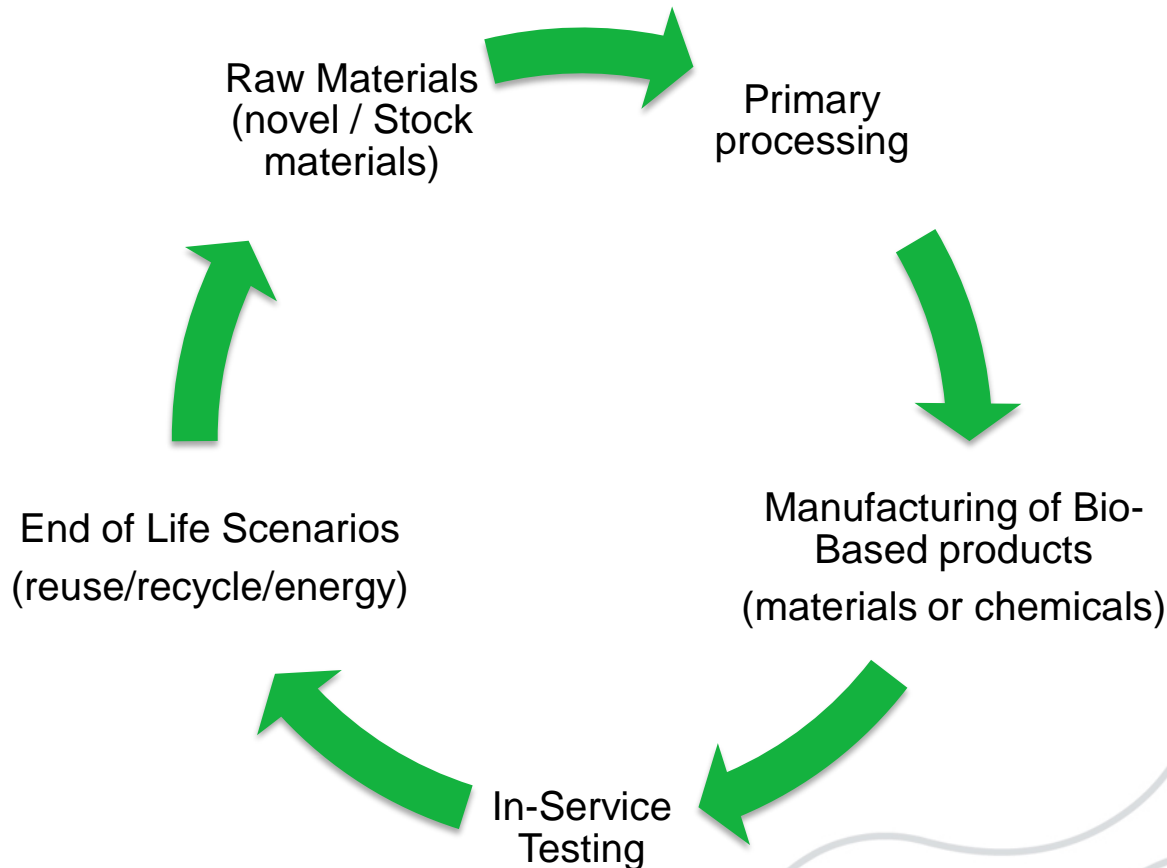 Raw Materials
(novel / Stock
materials)
Primary
processing
Manufacturing of Bio-
Based products
(materials or chemicals)
In-Service
Testing
End of Life Scenarios
(reuse/recycle/energy)